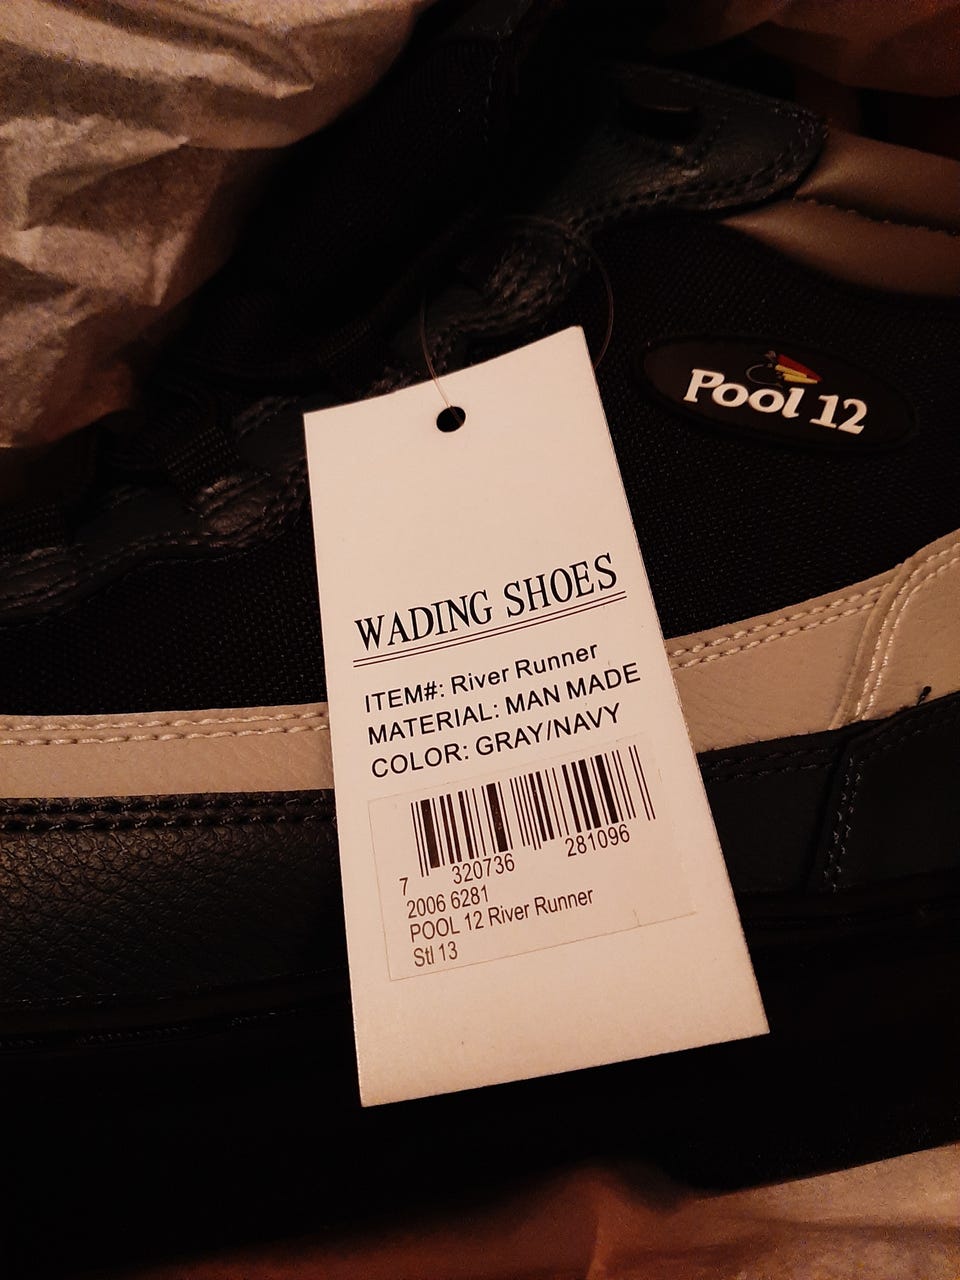 Pool 12
WADING SHOES
ITEM#: River Runner
MATERIAL: MAN MADE
COLOR: GRAY/NAVY
7 320736 281096
2006 6281
POOL 12 River Runner
Stl 13